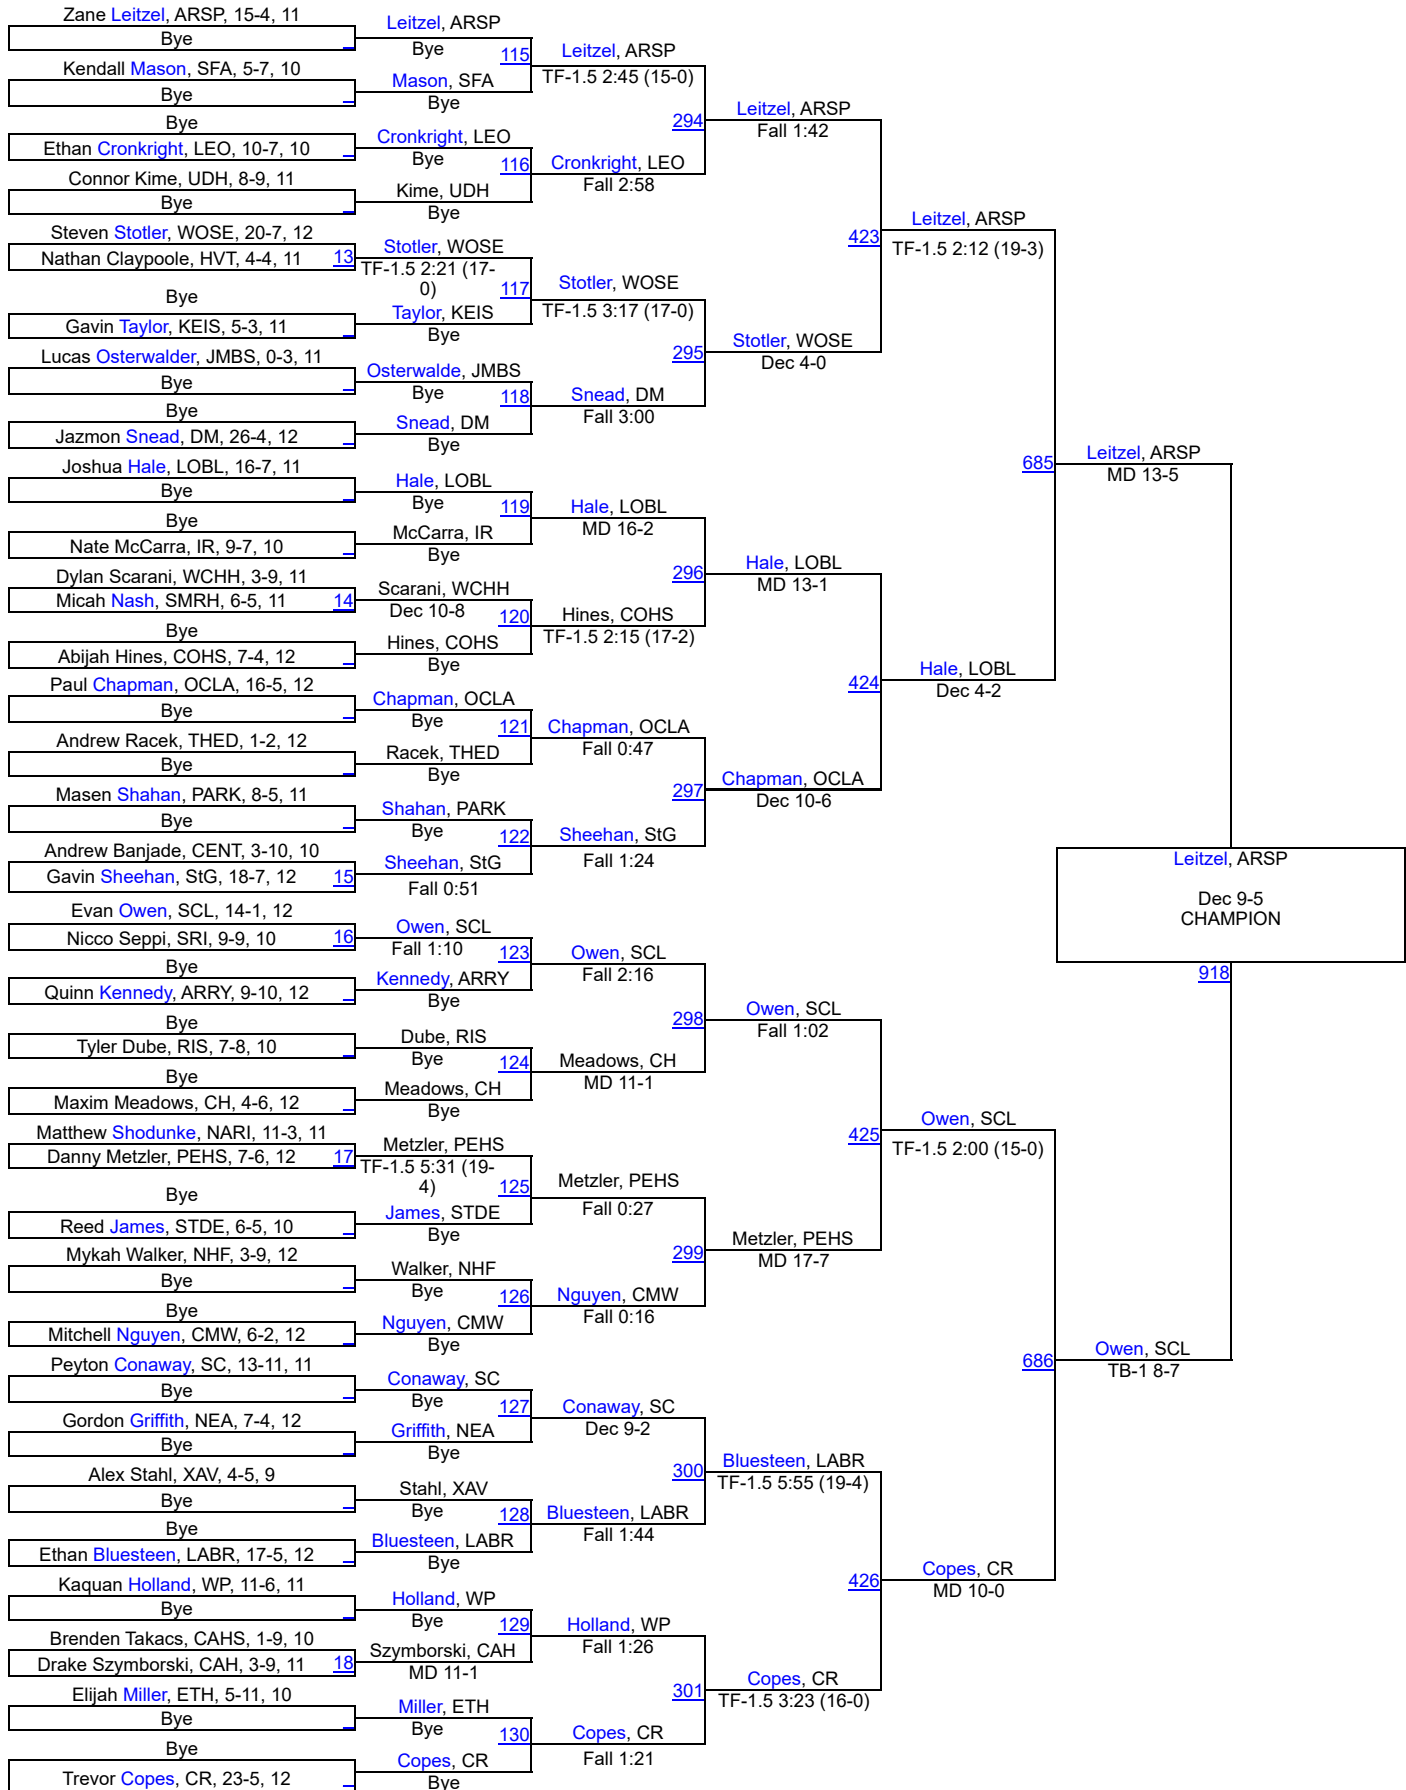 Zane Leitzel, ARSP, 15-4, 11
Bye
Kendall Mason, SFA, 5-7, 10
Bye
Bye
Ethan Cronkright, LEO, 10-7, 10
Connor Kime, UDH, 8-9, 11
Bye
Steven Stotler, WOSE, 20-7, 12
Nathan Claypoole, HVT, 4-4, 11
13
Bye
Gavin Taylor, KEIS, 5-3, 11
Lucas Osterwalder, JMBS, 0-3, 11
Bye
Bye
Jazmon Snead, DM, 26-4, 12
Joshua Hale, LOBL, 16-7, 11
Bye
Bye
Nate McCarra, IR, 9-7, 10
Dylan Scarani, WCHH, 3-9, 11
Micah Nash, SMRH, 6-5, 11
14
Bye
Abijah Hines, COHS, 7-4, 12
Paul Chapman, OCLA, 16-5, 12
Bye
Andrew Racek, THED, 1-2, 12
Bye
Masen Shahan, PARK, 8-5, 11
Bye
Andrew Banjade, CENT, 3-10, 10
Gavin Sheehan, StG, 18-7, 12
15
Evan Owen, SCL, 14-1, 12
Nicco Seppi, SRI, 9-9, 10
16
Bye
Quinn Kennedy, ARRY, 9-10, 12
Bye
Tyler Dube, RIS, 7-8, 10
Bye
Maxim Meadows, CH, 4-6, 12
Matthew Shodunke, NARI, 11-3, 11
Danny Metzler, PEHS, 7-6, 12
17
Bye
Reed James, STDE, 6-5, 10
Mykah Walker, NHF, 3-9, 12
Bye
Bye
Mitchell Nguyen, CMW, 6-2, 12
Peyton Conaway, SC, 13-11, 11
Bye
Gordon Griffith, NEA, 7-4, 12
Bye
Alex Stahl, XAV, 4-5, 9
Bye
Bye
Ethan Bluesteen, LABR, 17-5, 12
Kaquan Holland, WP, 11-6, 11
Bye
Brenden Takacs, CAHS, 1-9, 10
Drake Szymborski, CAH, 3-9, 11
18
Elijah Miller, ETH, 5-11, 10
Bye
Bye
Trevor Copes, CR, 23-5, 12
Leitzel, ARSP
Bye
115
Mason, SFA
Bye
Cronkright, LEO
Bye
116
Kime, UDH
Bye
Stotler, WOSE
TF-1.5 2:21 (17-
0)
117
Taylor, KEIS
Bye
Osterwalde, JMBS
Bye
118
Snead, DM
Bye
Hale, LOBL
Bye
119
McCarra, IR
Bye
Scarani, WCHH
Dec 10-8
120
Hines, COHS
Bye
Chapman, OCLA
Bye
121
Racek, THED
Bye
Shahan, PARK
Bye
122
Sheehan, StG
Fall 0:51
Owen, SCL
Fall 1:10
123
Kennedy, ARRY
Bye
Dube, RIS
Bye
124
Meadows, CH
Bye
Metzler, PEHS
TF-1.5 5:31 (19-
4)
125
James, STDE
Bye
Walker, NHF
Bye
126
Nguyen, CMW
Bye
Conaway, SC
Bye
127
Griffith, NEA
Bye
Stahl, XAV
Bye
128
Bluesteen, LABR
Bye
Holland, WP
Bye
129
Szymborski, CAH
MD 11-1
Miller, ETH
Bye
130
Copes, CR
Bye
Leitzel, ARSP
TF-1.5 2:45 (15-0)
294
Cronkright, LEO
Fall 2:58
Stotler, WOSE
TF-1.5 3:17 (17-0)
295
Snead, DM
Fall 3:00
Hale, LOBL
MD 16-2
296
Hines, COHS
TF-1.5 2:15 (17-2)
Chapman, OCLA
Fall 0:47
297
Sheehan, StG
Fall 1:24
Owen, SCL
Fall 2:16
298
Meadows, CH
MD 11-1
Metzler, PEHS
Fall 0:27
299
Nguyen, CMW
Fall 0:16
Conaway, SC
Dec 9-2
300
Bluesteen, LABR
Fall 1:44
Holland, WP
Fall 1:26
301
Copes, CR
Fall 1:21
Leitzel, ARSP
Fall 1:42
423
Stotler, WOSE
Dec 4-0
Hale, LOBL
MD 13-1
424
Chapman, OCLA
Dec 10-6
Owen, SCL
Fall 1:02
425
Metzler, PEHS
MD 17-7
Bluesteen, LABR
TF-1.5 5:55 (19-4)
426
Copes, CR
TF-1.5 3:23 (16-0)
Leitzel, ARSP
TF-1.5 2:12 (19-3)
685
Hale, LOBL
Dec 4-2
Owen, SCL
TF-1.5 2:00 (15-0)
686
Copes, CR
MD 10-0
Leitzel, ARSP
MD 13-5
Owen, SCL
TB-1 8-7
Leitzel, ARSP
Dec 9-5
CHAMPION
918